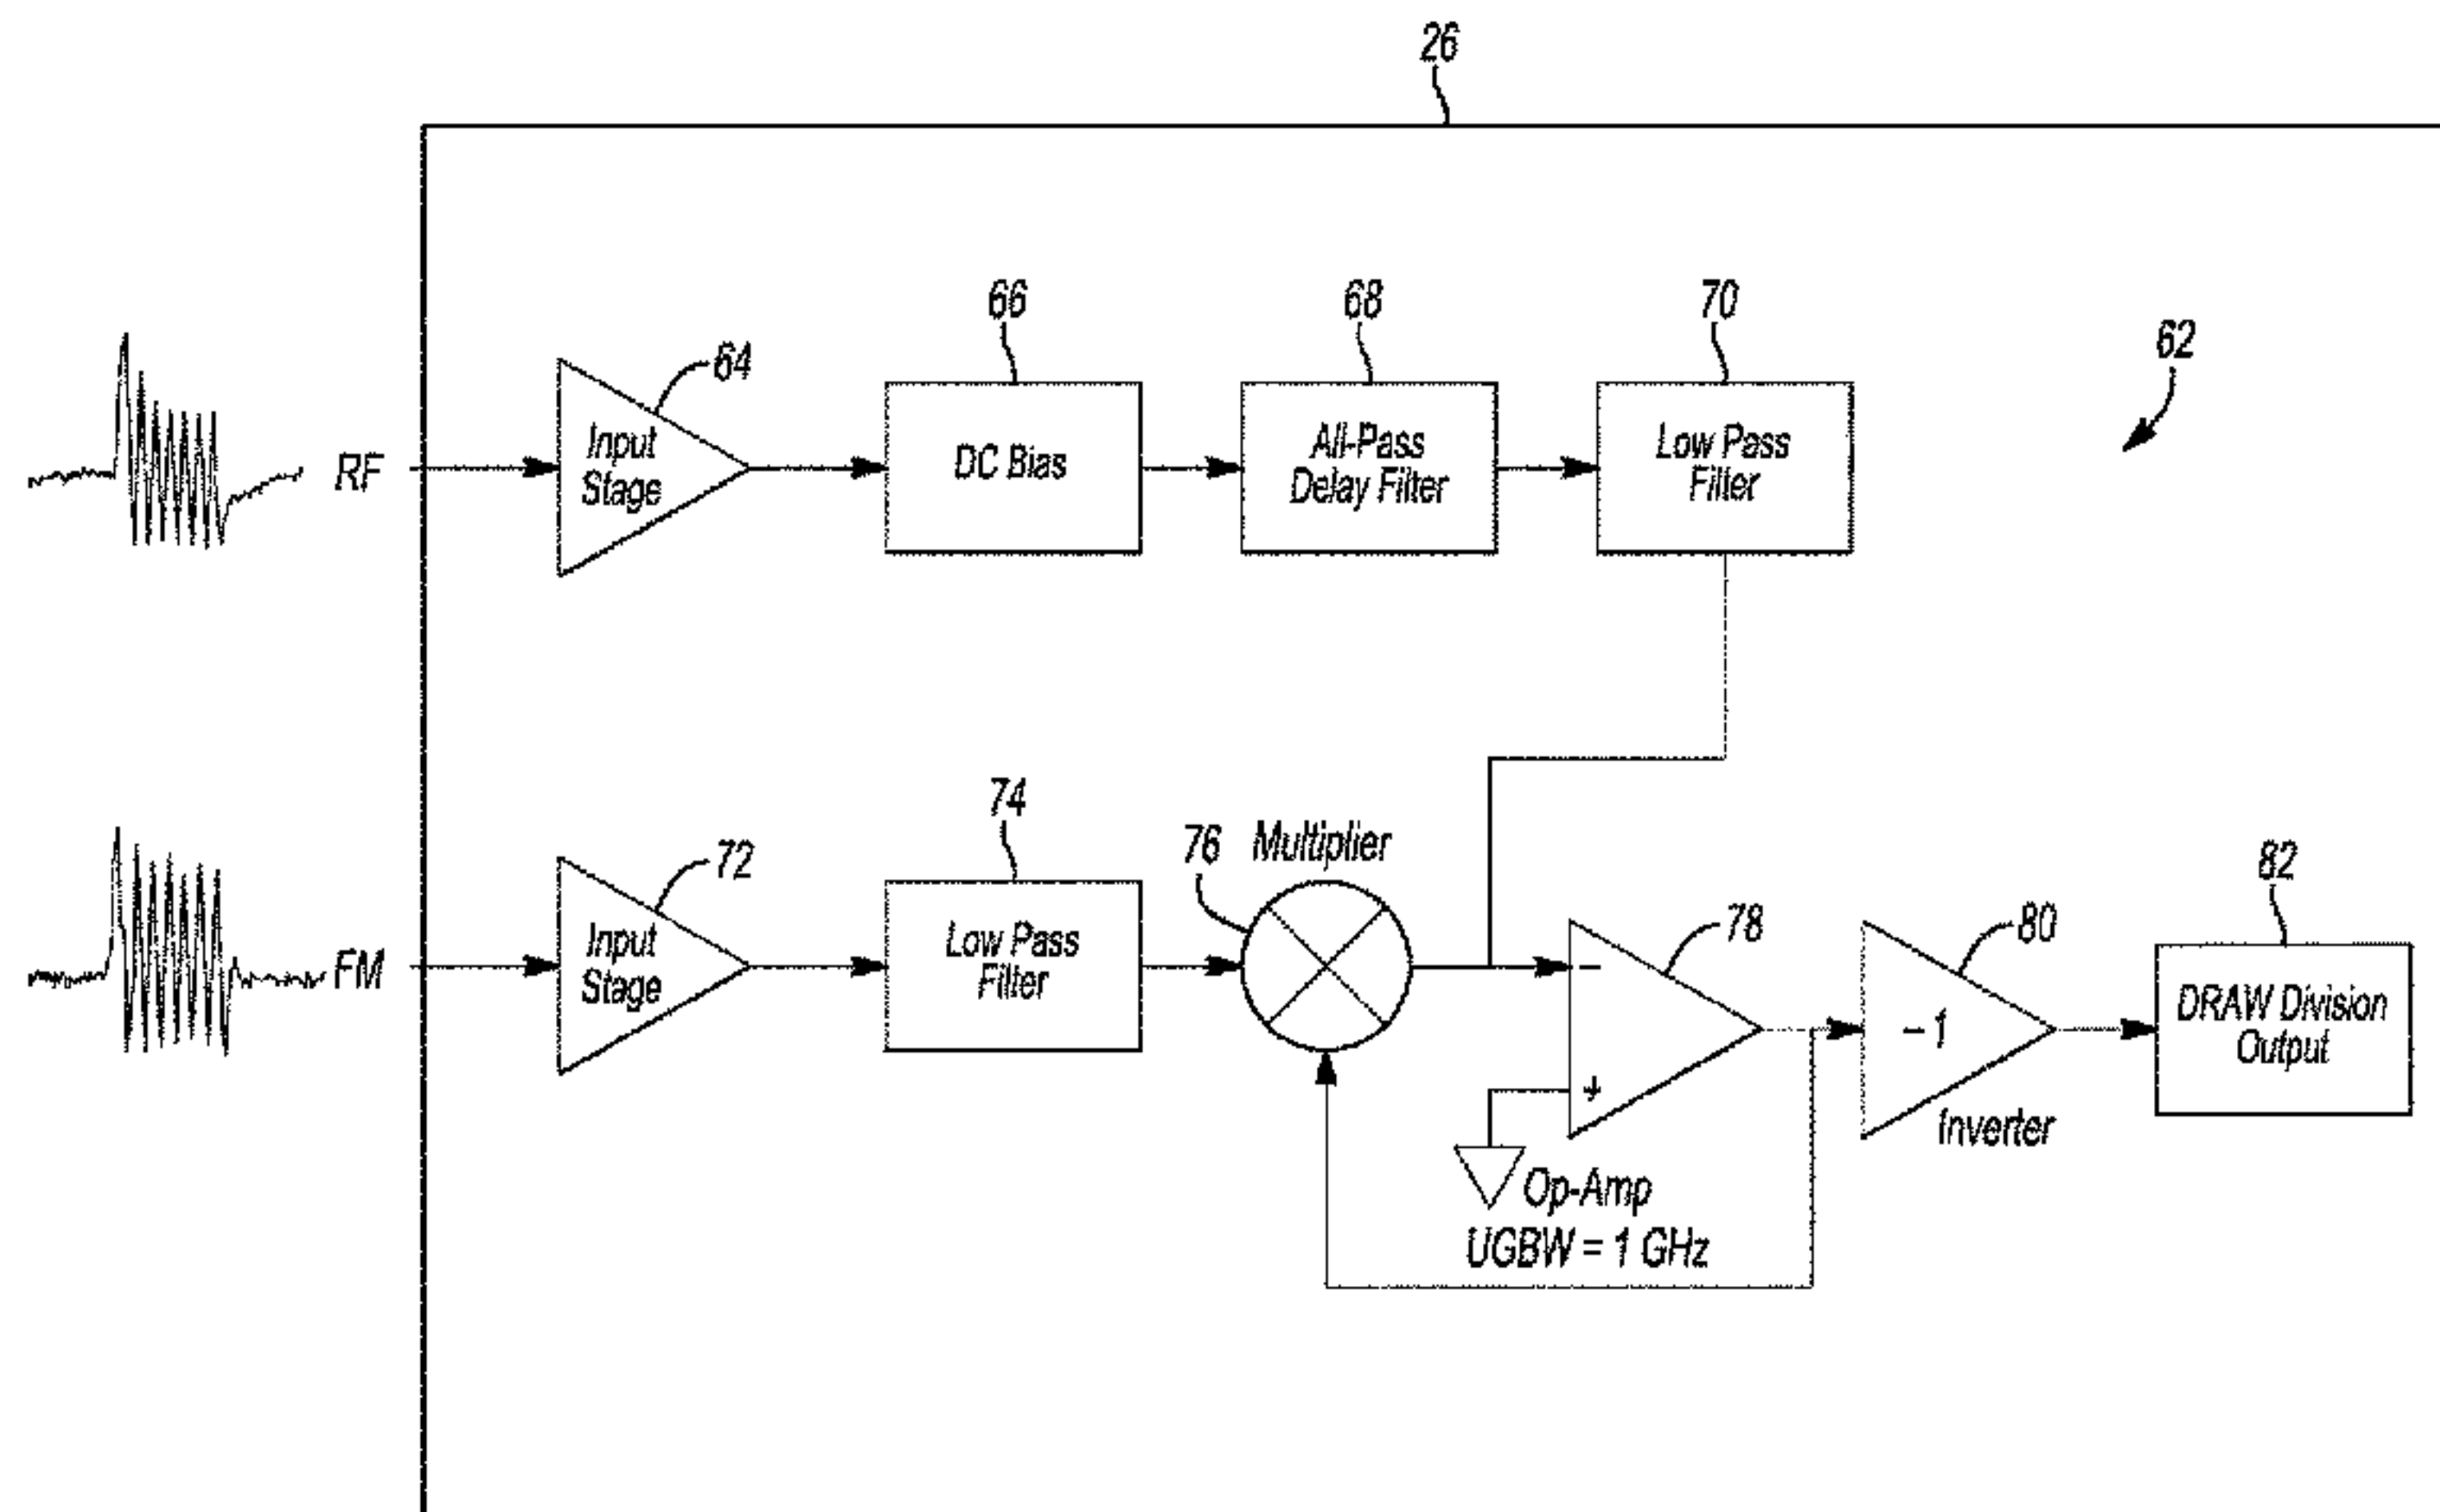 26
66
68
70
62
64
RF
Input
Stage
DC Bias
All-Pass
Delay Filter
Low Pass
Filter
74
76
Multiplier
72
78
80
82
FM
Input
Stage
Low Pass
Filter
−
+
−1
DRAW Division
Output
Inverter
Op-Amp
UGBW = 1 GHz